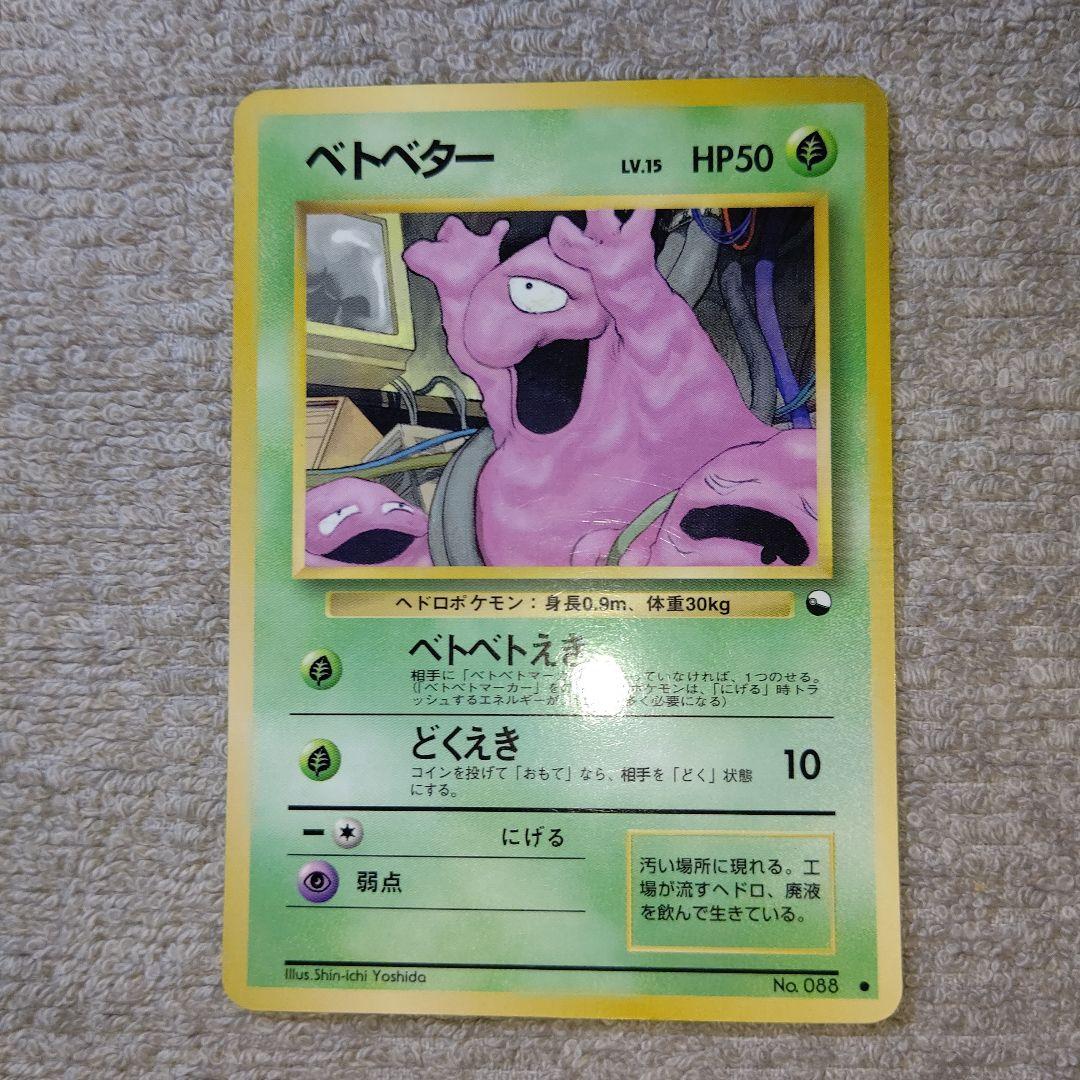 ベトベター LV.15 HP50
ヘドロポケモン：身長0.9m、体重30kg
ベトベトえき
相手に「ベトベトマー っていなければ、1つのせる。
（「ベトベトマーカー」をの ポケモンは、「にげる」時トラ
ッシュするエネルギーが、 多く必要になる）
どくえき 10
コインを投げて「おもて」なら、相手を「どく」状態
にする。
にげる
弱点
汚い場所に現れる。工
場が流すヘドロ、廃液
を飲んで生きている。
Illus.Shin-ichi Yoshida
No. 088